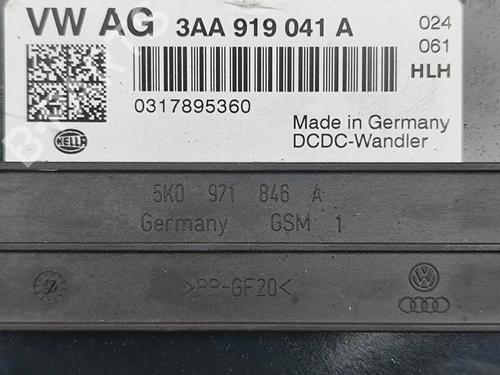 VW AG 3AA 919 041 A 024
061
HLH
0317895360
HELLA
Made in Germany
DCDC-Wandler
5K0 971 846 A
Germany GSM 1
>PP-GF20<